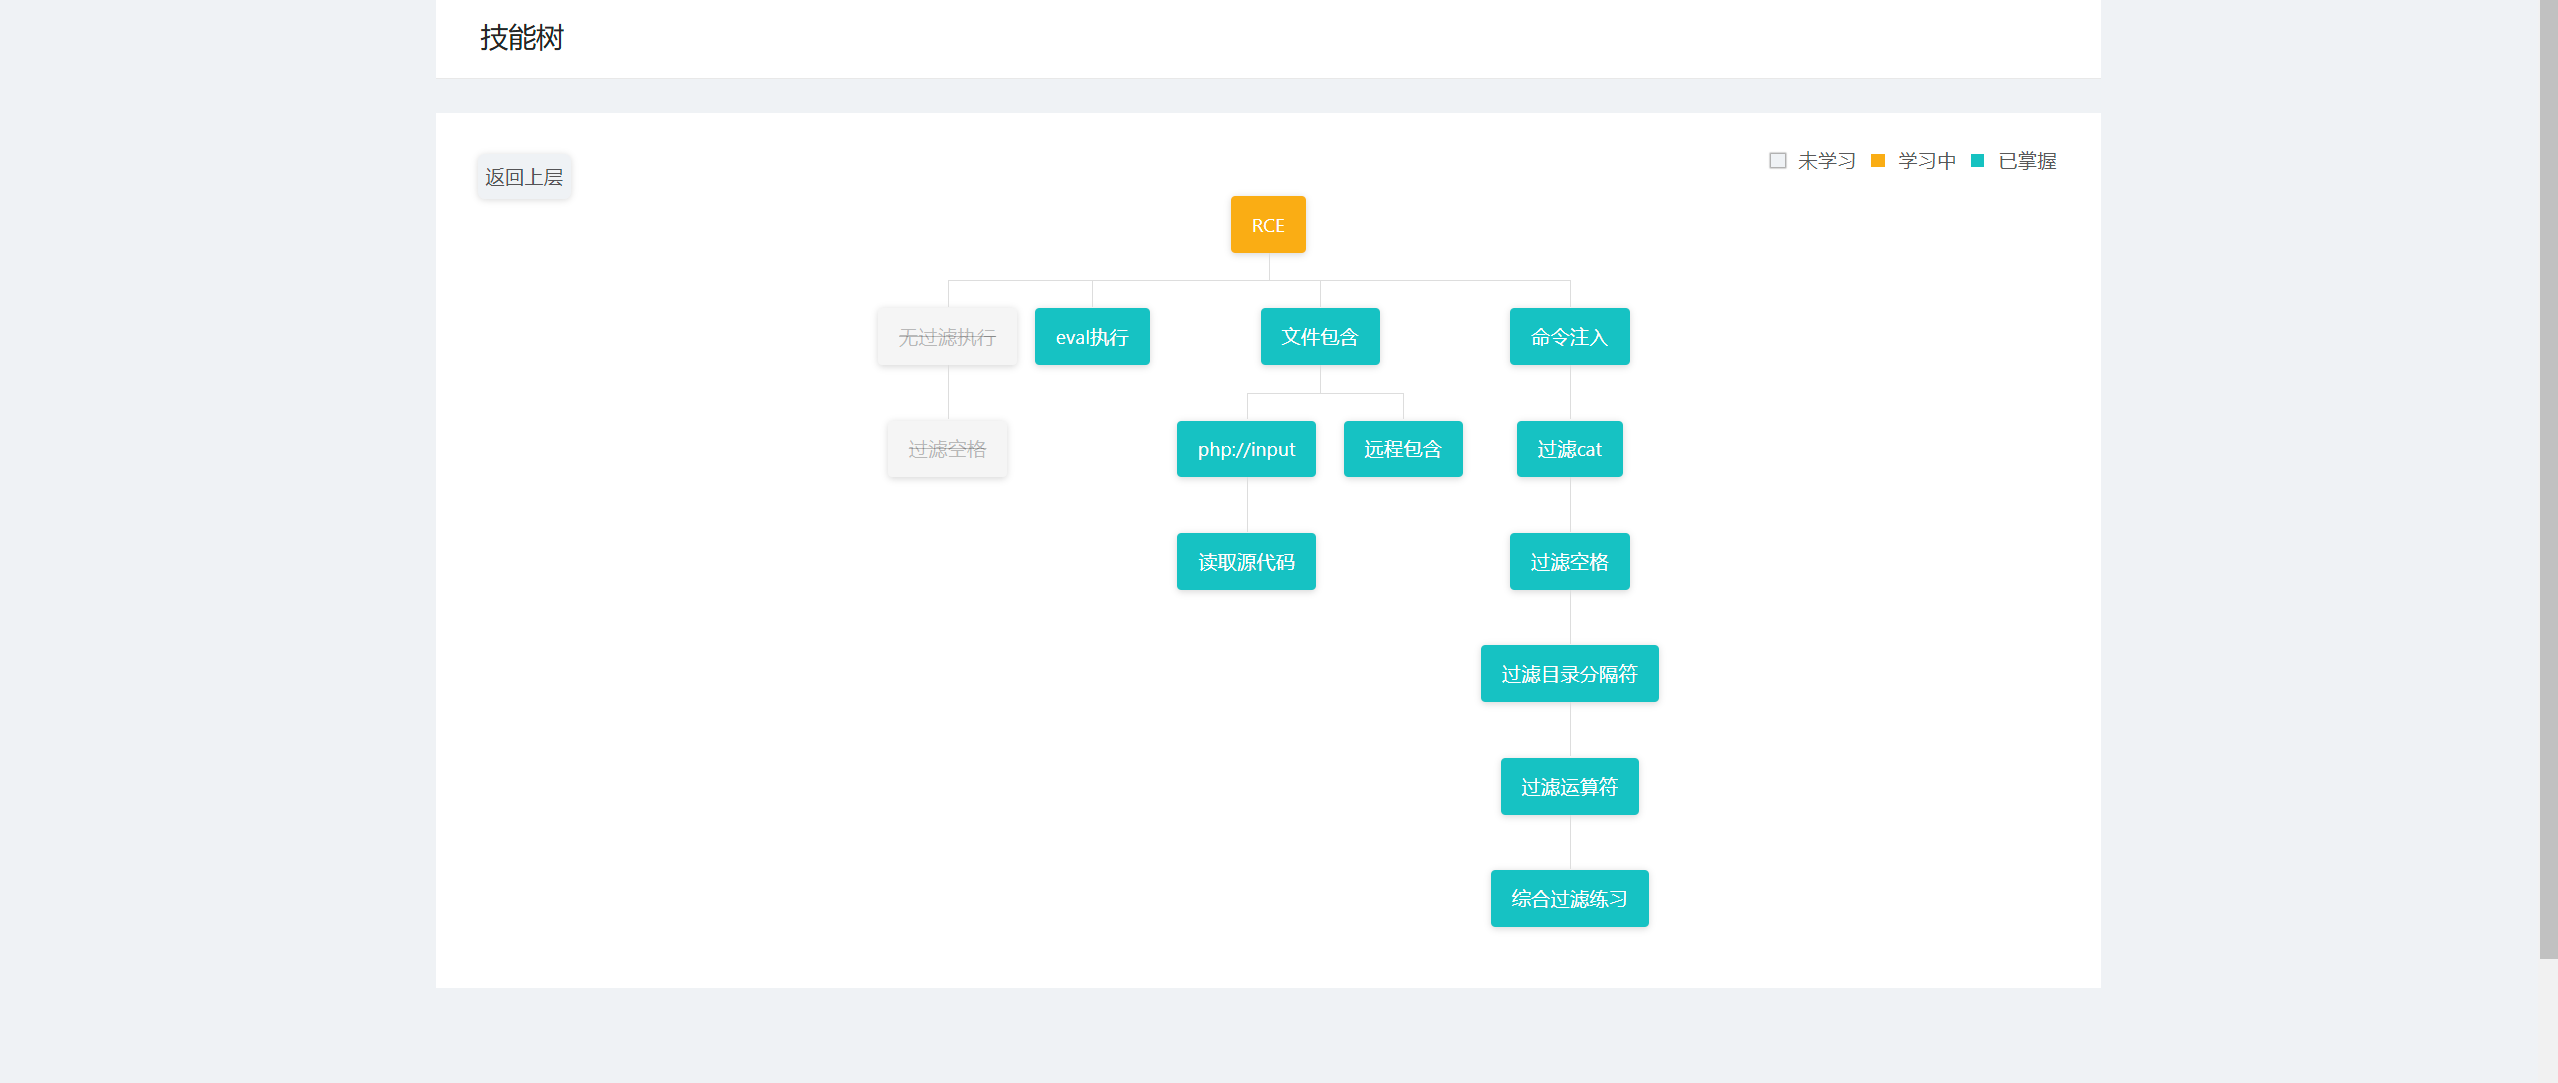 技能树
返回上层
未学习 学习中 已掌握
RCE
无过滤执行 eval执行 文件包含 命令注入
过滤空格 php://input 远程包含 过滤cat
读取源代码 过滤空格
过滤目录分隔符
过滤运算符
综合过滤练习